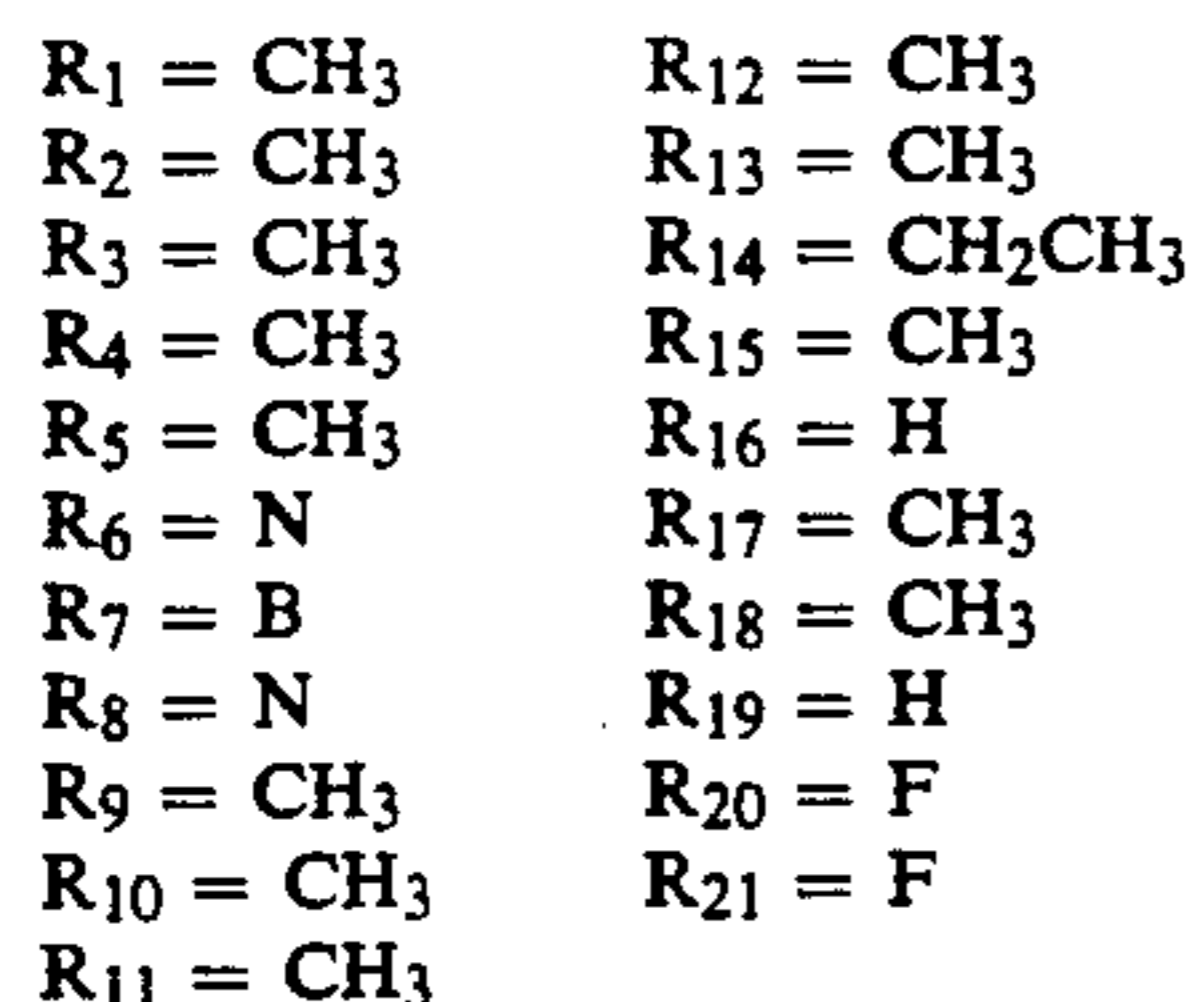 R₁ = CH₃
R₂ = CH₃
R₃ = CH₃
R₄ = CH₃
R₅ = CH₃
R₆ = N
R₇ = B
R₈ = N
R₉ = CH₃
R₁₀ = CH₃
R₁₁ = CH₃
R₁₂ = CH₃
R₁₃ = CH₃
R₁₄ = CH₂CH₃
R₁₅ = CH₃
R₁₆ = H
R₁₇ = CH₃
R₁₈ = CH₃
R₁₉ = H
R₂₀ = F
R₂₁ = F